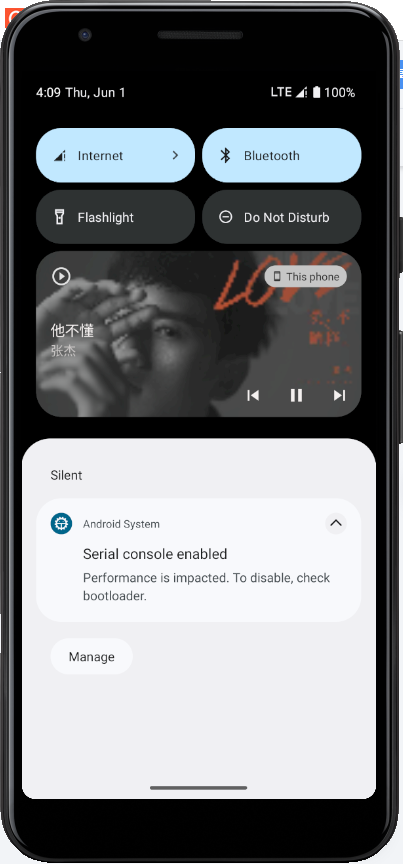 4:09 Thu, Jun 1
LTE 100%
Internet
Bluetooth
Flashlight
Do Not Disturb
LOVE
This phone
他不懂
张杰
Silent
Android System
Serial console enabled
Performance is impacted. To disable, check
bootloader.
Manage